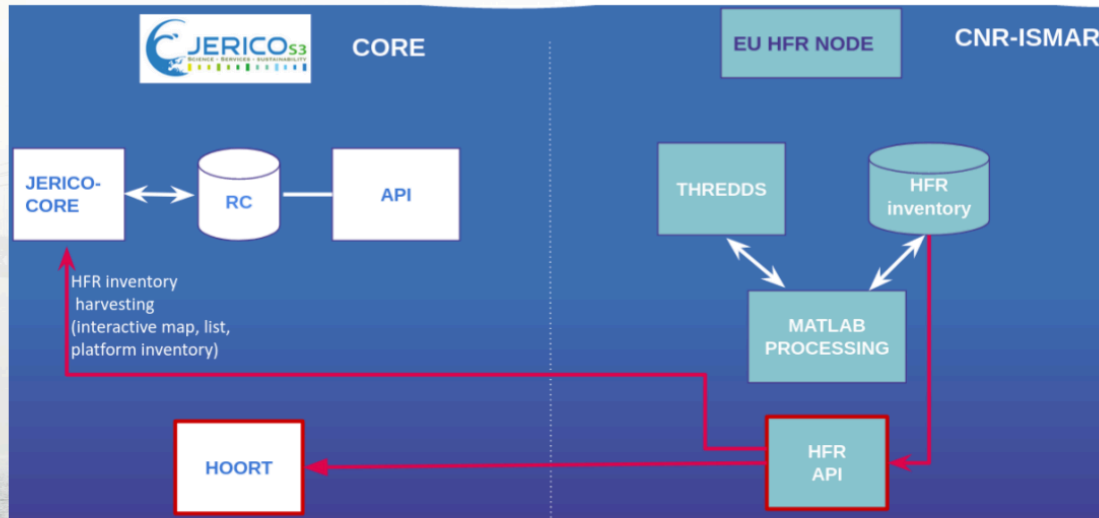 JERICO S3
SCIENCE - SERVICES - SUSTAINABILITY
CORE
EU HFR NODE
CNR-ISMAR
JERICO-
CORE
RC
API
THREDDS
HFR
inventory
HFR inventory
harvesting
(interactive map, list,
platform inventory)
MATLAB
PROCESSING
HOORT
HFR
API